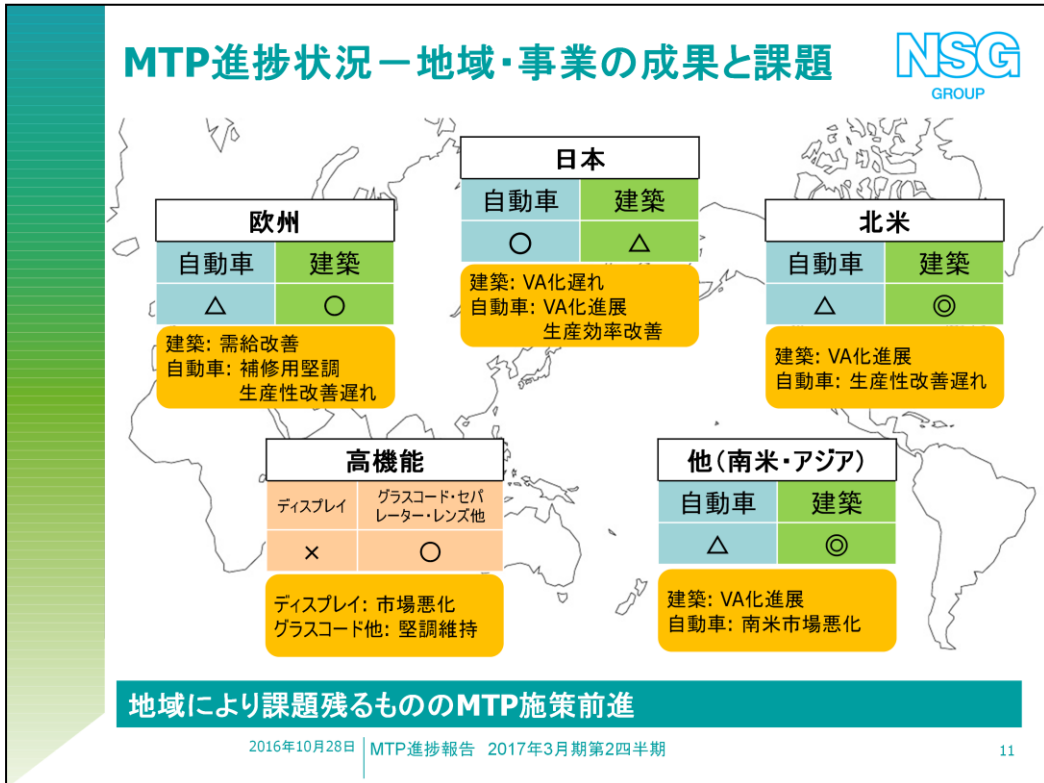 MTP進捗状況－地域・事業の成果と課題
NSG
GROUP
日本
自動車 建築
○ △
建築: VA化遅れ
自動車: VA化進展
生産効率改善
欧州
自動車 建築
△ ○
建築: 需給改善
自動車: 補修用堅調
生産性改善遅れ
北米
自動車 建築
△ ◎
建築: VA化進展
自動車: 生産性改善遅れ
高機能
ディスプレイ
グラスコード・セパ
レーター・レンズ他
× ○
ディスプレイ: 市場悪化
グラスコード他: 堅調維持
他(南米・アジア)
自動車 建築
△ ◎
建築: VA化進展
自動車: 南米市場悪化
地域により課題残るもののMTP施策前進
2016年10月28日
MTP進捗報告 2017年3月期第2四半期
11